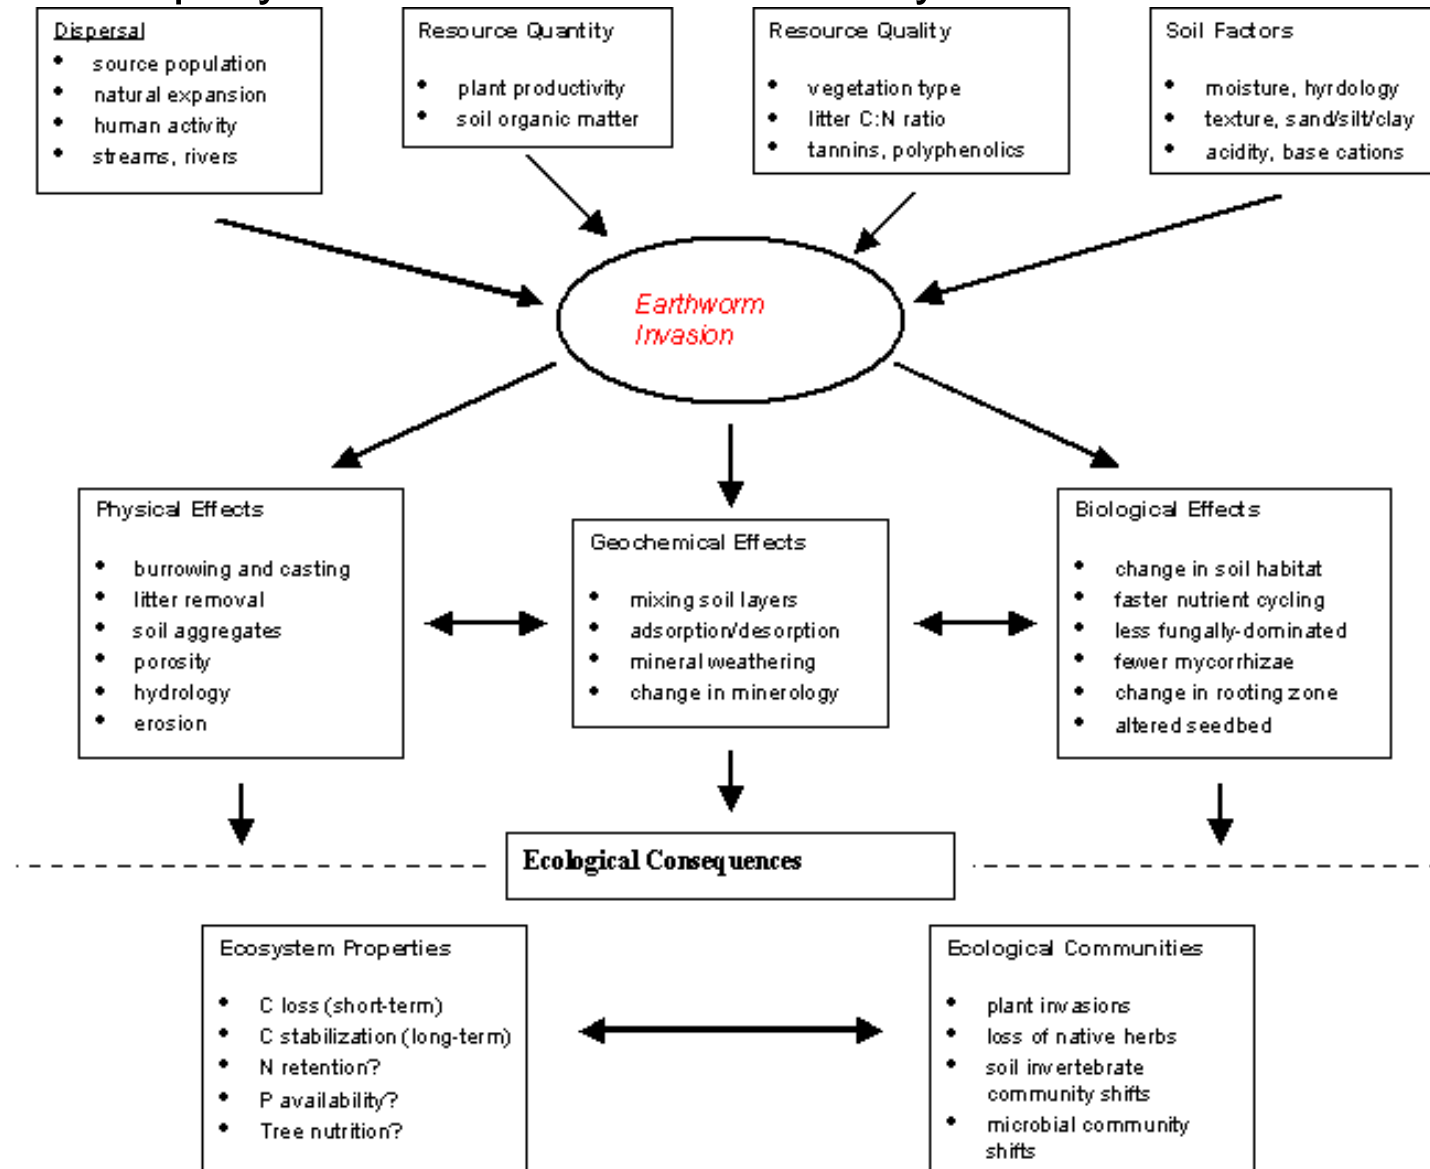 Dispersal
• source population
• natural expansion
• human activity
• streams, rivers
Resource Quantity
• plant productivity
• soil organic matter
Resource Quality
• vegetation type
• litter C:N ratio
• tannins, polyphenolics
Soil Factors
• moisture, hyrdology
• texture, sand/silt/clay
• acidity, base cations
Earthworm
Invasion
Physical Effects
• burrowing and casting
• litter removal
• soil aggregates
• porosity
• hydrology
• erosion
Geochemical Effects
• mixing soil layers
• adsorption/desorption
• mineral weathering
• change in minerology
Biological Effects
• change in soil habitat
• faster nutrient cycling
• less fungally-dominated
• fewer mycorrhizae
• change in rooting zone
• altered seedbed
Ecological Consequences
Ecosystem Properties
• C loss (short-term)
• C stabilization (long-term)
• N retention?
• P availability?
• Tree nutrition?
Ecological Communities
• plant invasions
• loss of native herbs
• soil invertebrate
community shifts
• microbial community
shifts